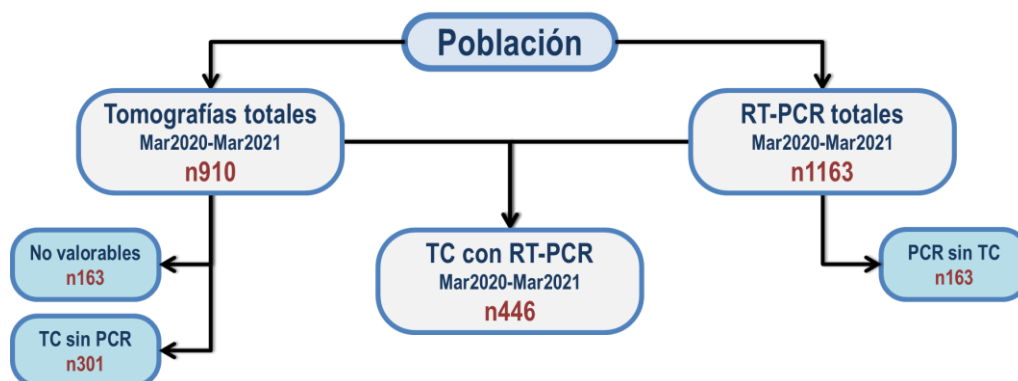 Población
Tomografías totales
Mar2020-Mar2021
n910
RT-PCR totales
Mar2020-Mar2021
n1163
No valorables
n163
TC con RT-PCR
Mar2020-Mar2021
n446
PCR sin TC
n163
TC sin PCR
n301